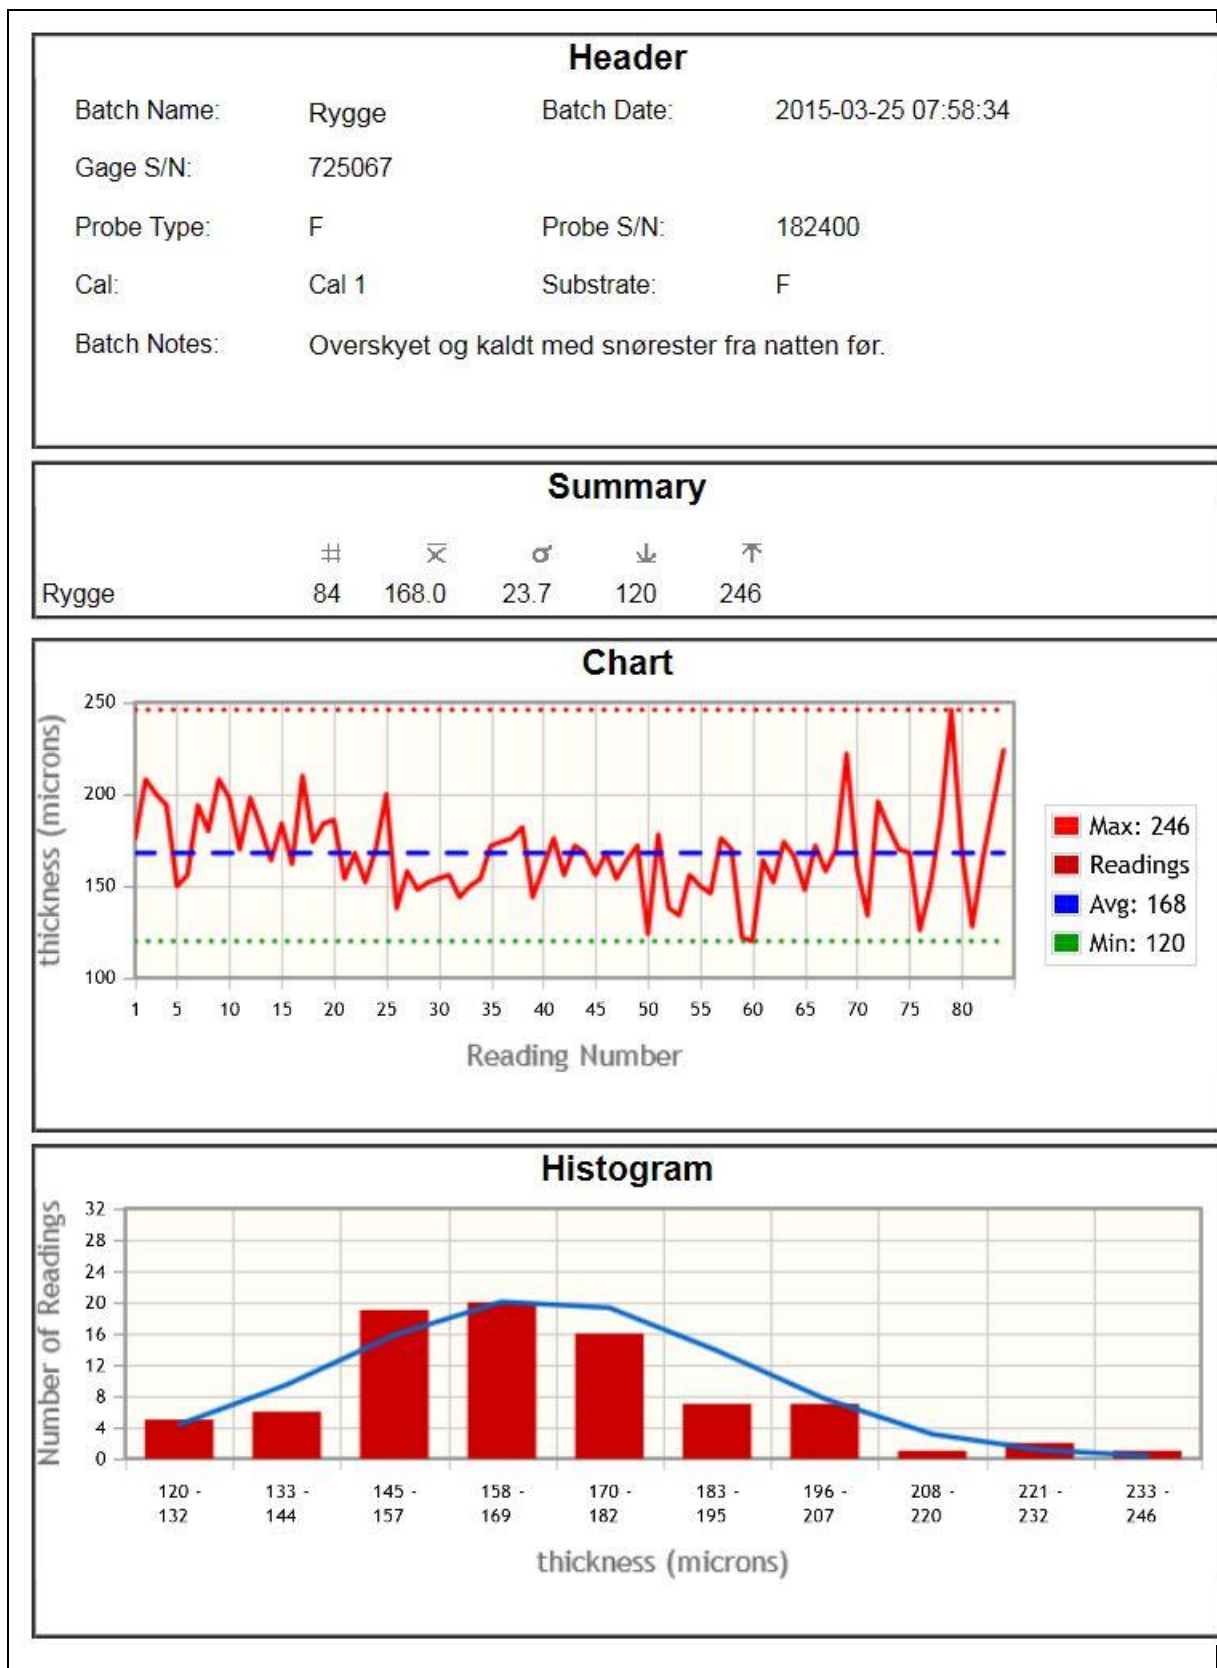 Header
Batch Name: Rygge Batch Date: 2015-03-25 07:58:34
Gage S/N: 725067
Probe Type: F Probe S/N: 182400
Cal: Cal 1 Substrate: F
Batch Notes: Overskyet og kaldt med snørester fra natten før.
Summary
# x̅ σ ↓ ↑
Rygge 84 168.0 23.7 120 246
Chart
thickness (microns)
250
200
150
100
1 5 10 15 20 25 30 35 40 45 50 55 60 65 70 75 80
Reading Number
Max: 246
Readings
Avg: 168
Min: 120
Histogram
Number of Readings
32
28
24
20
16
12
8
4
0
120 - 133 - 145 - 158 - 170 - 183 - 196 - 208 - 221 - 233 -
132 144 157 169 182 195 207 220 232 246
thickness (microns)